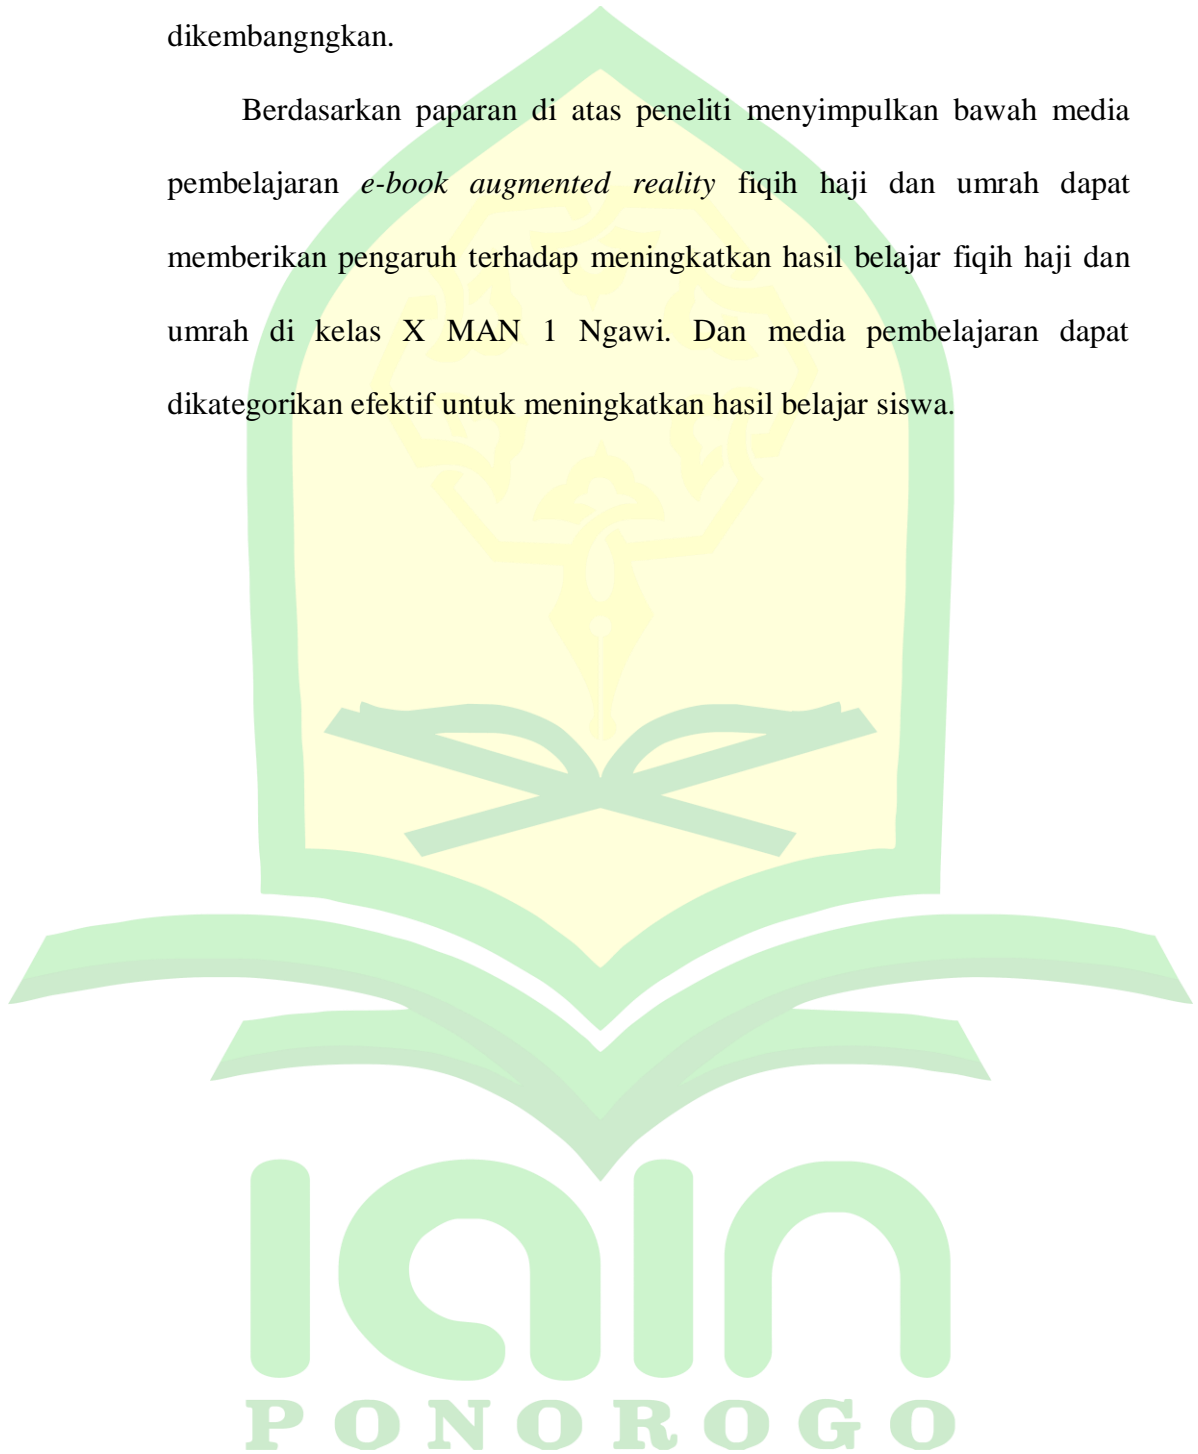 dikembangngkan.
Berdasarkan paparan di atas peneliti menyimpulkan bawah media
pembelajaran e-book augmented reality fiqih haji dan umrah dapat
memberikan pengaruh terhadap meningkatkan hasil belajar fiqih haji dan
umrah di kelas X MAN 1 Ngawi. Dan media pembelajaran dapat
dikategorikan efektif untuk meningkatkan hasil belajar siswa.
iain
PONOROGO